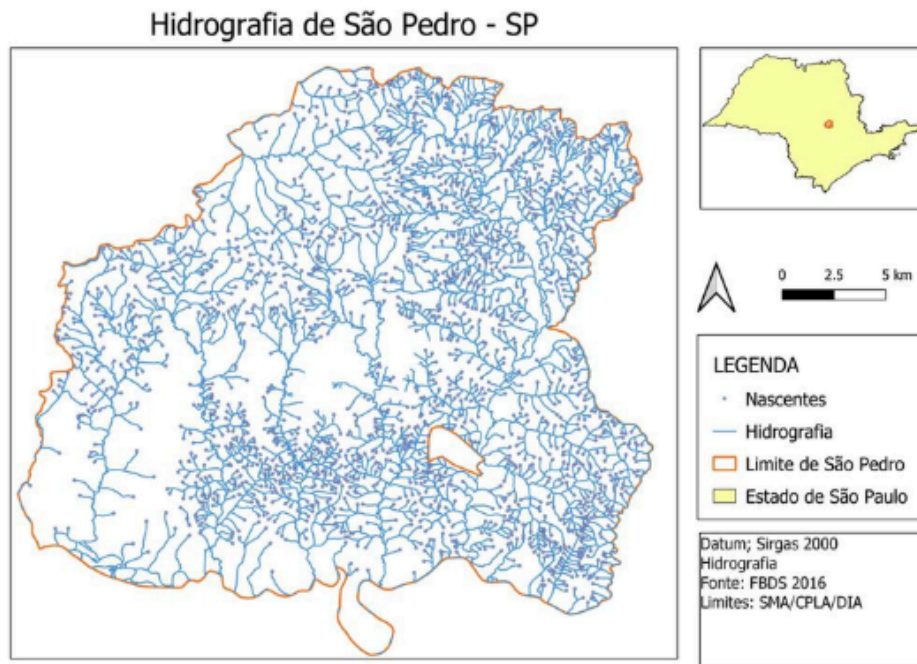 Hidrografia de São Pedro - SP
0 2.5 5 km
LEGENDA
Nascentes
Hidrografia
Limite de São Pedro
Estado de São Paulo
Datum; Sirgas 2000
Hidrografia
Fonte: FBDS 2016
Limites: SMA/CPLA/DIA